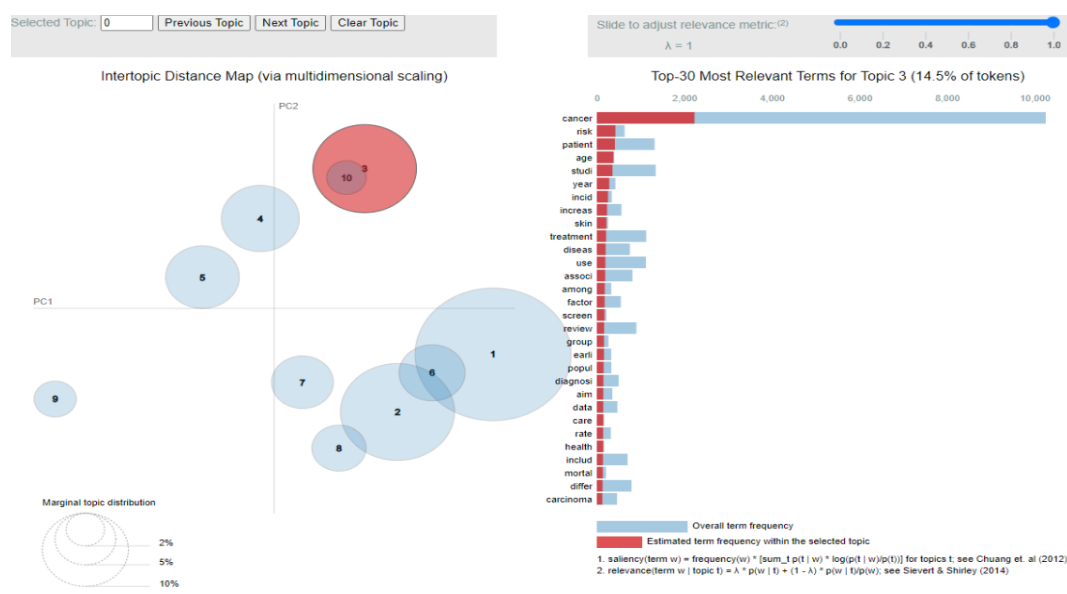 Selected Topic: 0 Previous Topic Next Topic Clear Topic
Slide to adjust relevance metric:(2)
λ = 1
0.0 0.2 0.4 0.6 0.8 1.0
Intertopic Distance Map (via multidimensional scaling)
PC2
PC1
3
10
4
5
1
6
7
2
9
8
Marginal topic distribution
2%
5%
10%
Top-30 Most Relevant Terms for Topic 3 (14.5% of tokens)
0 2,000 4,000 6,000 8,000 10,000
cancer
risk
patient
age
studi
year
incid
increas
skin
treatment
diseas
use
associ
among
factor
screen
review
group
earli
popul
diagnosi
aim
data
care
rate
health
includ
mortal
differ
carcinoma
Overall term frequency
Estimated term frequency within the selected topic
1. saliency(term w) = frequency(w) * [sum_t p(t | w) * log(p(t | w)/p(t))] for topics t; see Chuang et. al (2012)
2. relevance(term w | topic t) = λ * p(w | t) + (1 - λ) * p(w | t)/p(w); see Sievert & Shirley (2014)